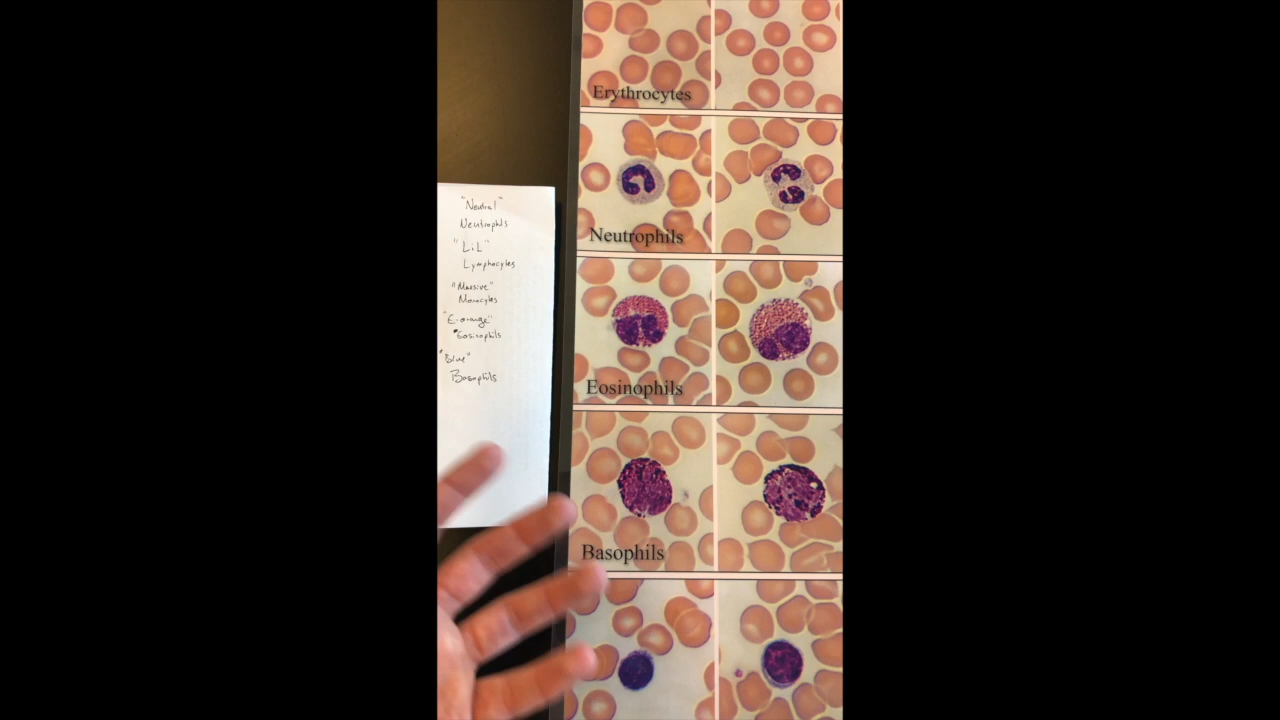 "Neutral"
Neutrophils
"LiL"
Lymphocytes
"Massive"
Monocytes
"E-orange"
Eosinophils
"Blue"
Basophils
Erythrocytes
Neutrophils
Eosinophils
Basophils